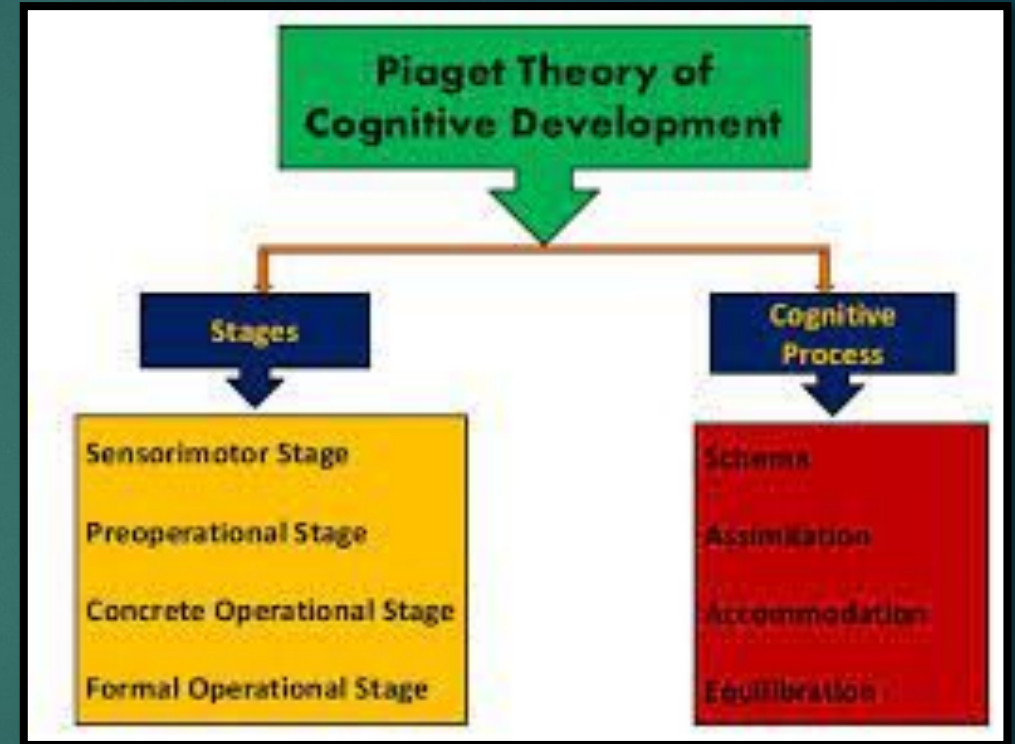 Piaget Theory of
Cognitive Development
Stages
Cognitive
Process
Sensorimotor Stage
Preoperational Stage
Concrete Operational Stage
Formal Operational Stage
Schema
Assimilation
Accommodation
Equilibration